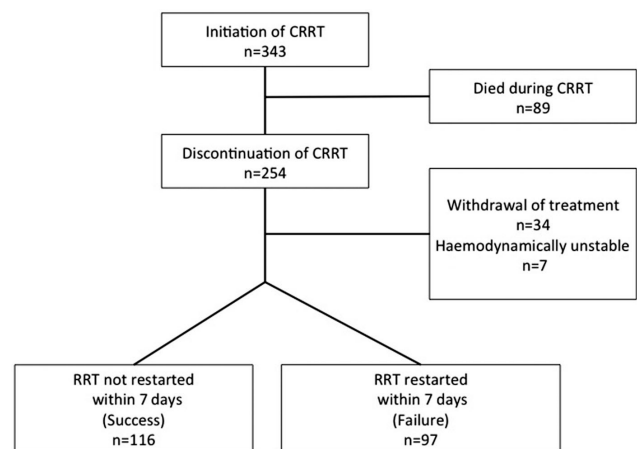 Initiation of CRRT
n=343
Died during CRRT
n=89
Discontinuation of CRRT
n=254
Withdrawal of treatment
n=34
Haemodynamically unstable
n=7
RRT not restarted
within 7 days
(Success)
n=116
RRT restarted
within 7 days
(Failure)
n=97